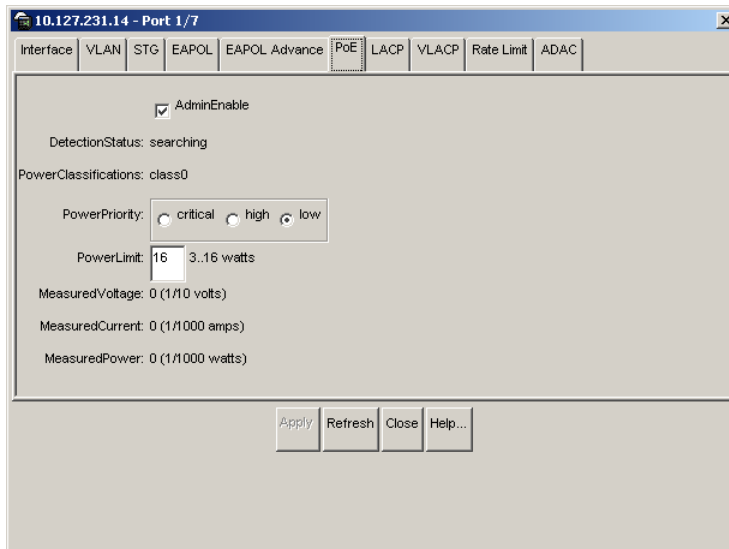 10.127.231.14 - Port 1/7
Interface VLAN STG EAPOL EAPOL Advance PoE LACP VLACP Rate Limit ADAC
AdminEnable
DetectionStatus: searching
PowerClassifications: class0
PowerPriority: critical high low
PowerLimit: 16 3..16 watts
MeasuredVoltage: 0 (1/10 volts)
MeasuredCurrent: 0 (1/1000 amps)
MeasuredPower: 0 (1/1000 watts)
Apply Refresh Close Help...